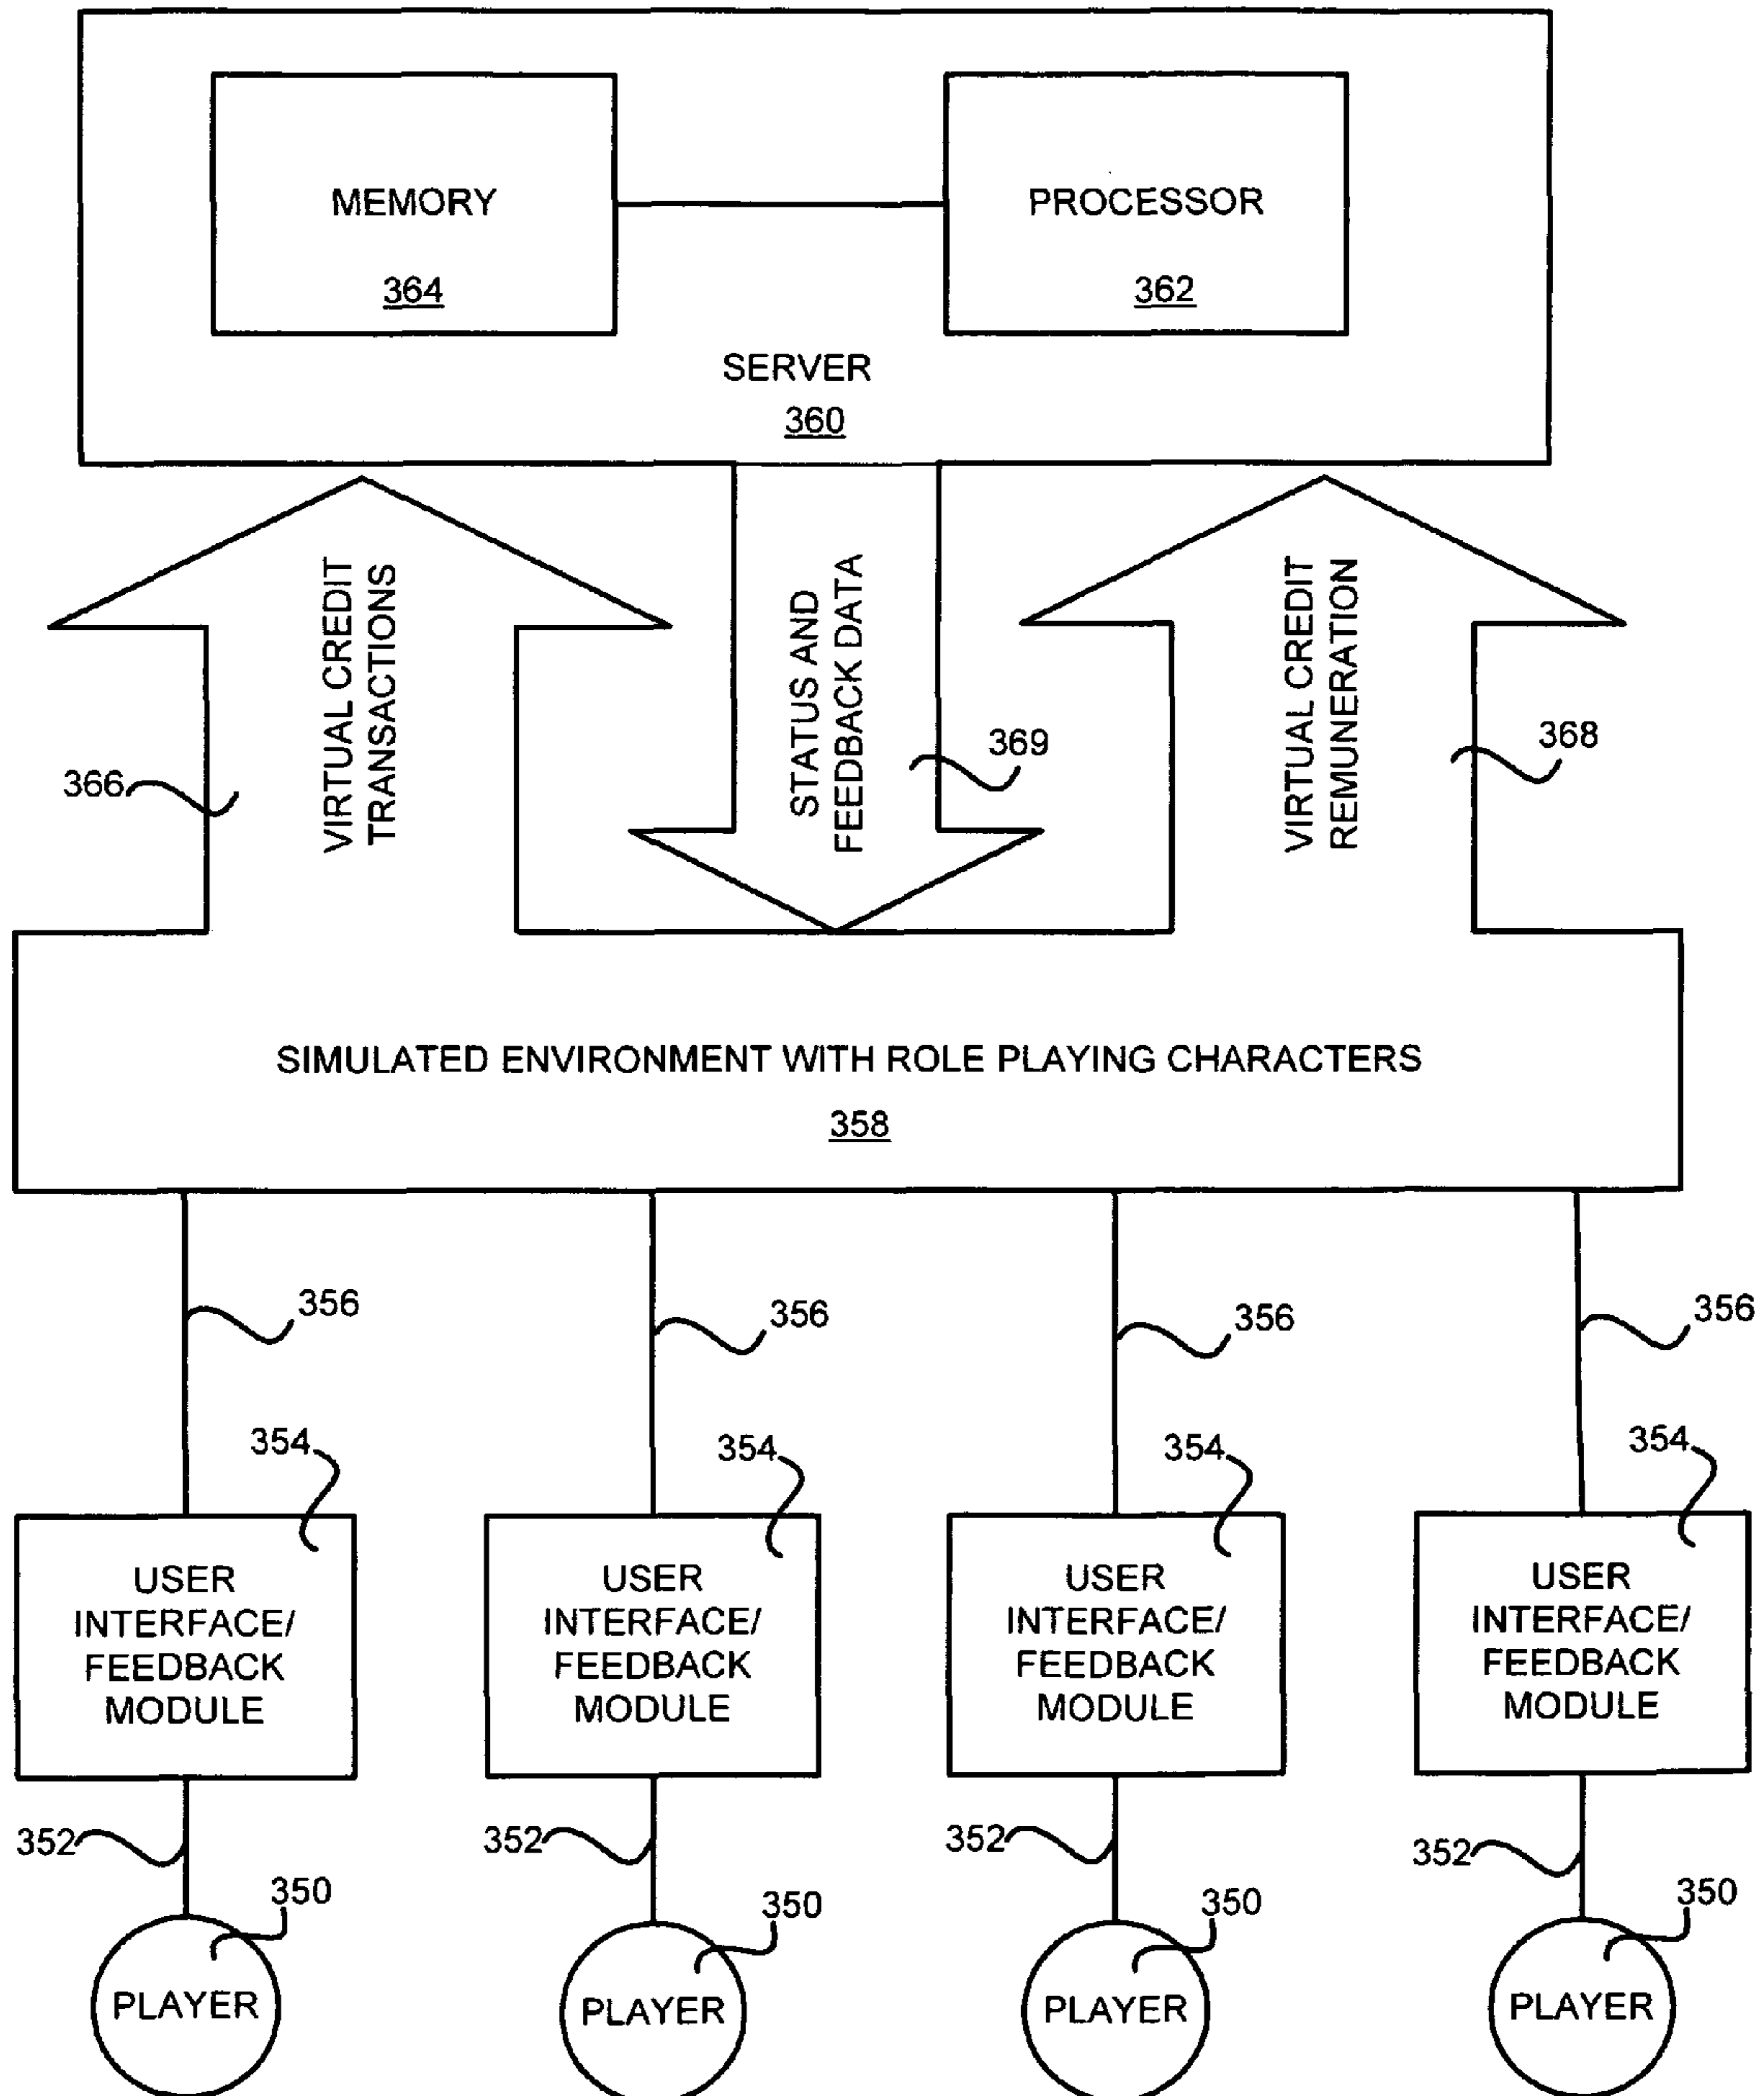 MEMORY
364
PROCESSOR
362
SERVER
360
VIRTUAL CREDIT
TRANSACTIONS
366
STATUS AND
FEEDBACK DATA
369
VIRTUAL CREDIT
REMUNERATION
368
SIMULATED ENVIRONMENT WITH ROLE PLAYING CHARACTERS
358
356
356
356
356
354
354
354
354
USER
INTERFACE/
FEEDBACK
MODULE
USER
INTERFACE/
FEEDBACK
MODULE
USER
INTERFACE/
FEEDBACK
MODULE
USER
INTERFACE/
FEEDBACK
MODULE
352
352
352
352
350
350
350
350
PLAYER
PLAYER
PLAYER
PLAYER